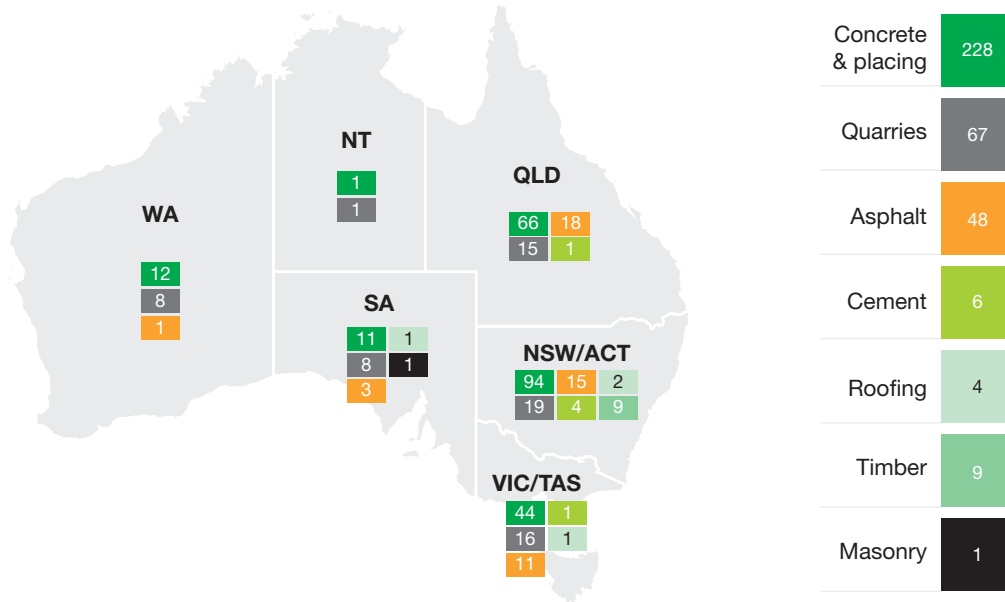 NT
1
1
QLD
66 18
15 1
WA
12
8
1
SA
11 1
8 1
3
NSW/ACT
94 15 2
19 4 9
VIC/TAS
44 1
16 1
11
Concrete
& placing
228
Quarries 67
Asphalt 48
Cement 6
Roofing 4
Timber 9
Masonry 1